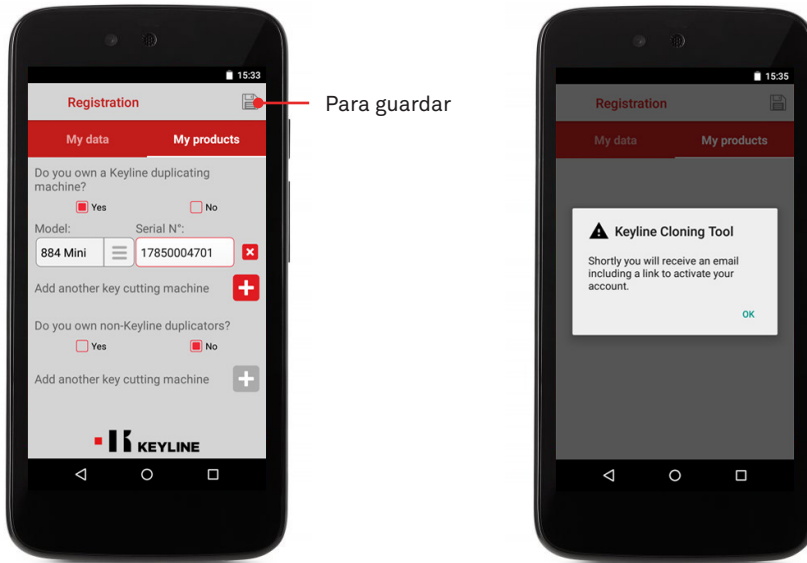 15:33
Registration
Para guardar
My data My products
Do you own a Keyline duplicating
machine?
Yes No
Model: Serial N°:
884 Mini 17850004701
Add another key cutting machine
Do you own non-Keyline duplicators?
Yes No
Add another key cutting machine
KEYLINE
15:35
Registration
My data My products
Keyline Cloning Tool
Shortly you will receive an email
including a link to activate your
account.
OK